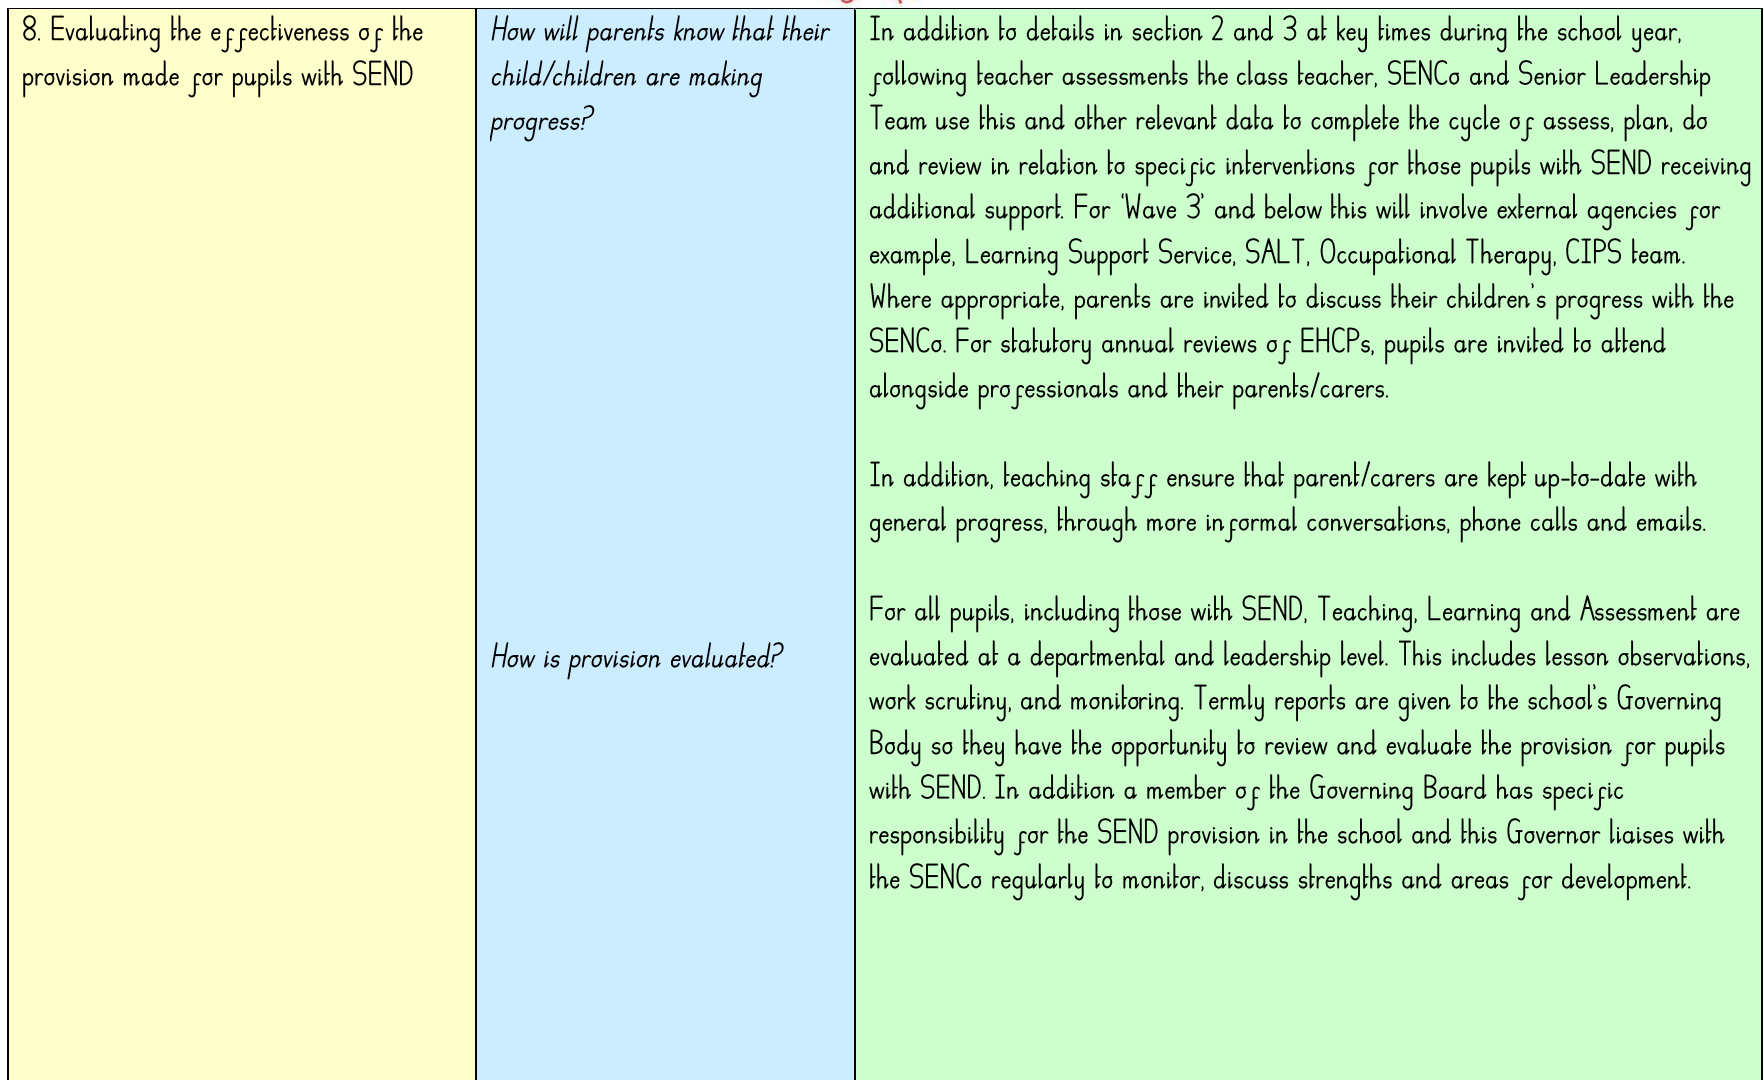 8. Evaluating the effectiveness of the
provision made for pupils with SEND
How will parents know that their
child/children are making
progress?
In addition to details in section 2 and 3 at key times during the school year,
following teacher assessments the class teacher, SENCo and Senior Leadership
Team use this and other relevant data to complete the cycle of assess, plan, do
and review in relation to specific interventions for those pupils with SEND receiving
additional support. For ‘Wave 3’ and below this will involve external agencies for
example, Learning Support Service, SALT, Occupational Therapy, CIPS team.
Where appropriate, parents are invited to discuss their children’s progress with the
SENCo. For statutory annual reviews of EHCPs, pupils are invited to attend
alongside professionals and their parents/carers.
In addition, teaching staff ensure that parent/carers are kept up-to-date with
general progress, through more informal conversations, phone calls and emails.
How is provision evaluated?
For all pupils, including those with SEND, Teaching, Learning and Assessment are
evaluated at a departmental and leadership level. This includes lesson observations,
work scrutiny, and monitoring. Termly reports are given to the school’s Governing
Body so they have the opportunity to review and evaluate the provision for pupils
with SEND. In addition a member of the Governing Board has specific
responsibility for the SEND provision in the school and this Governor liaises with
the SENCo regularly to monitor, discuss strengths and areas for development.